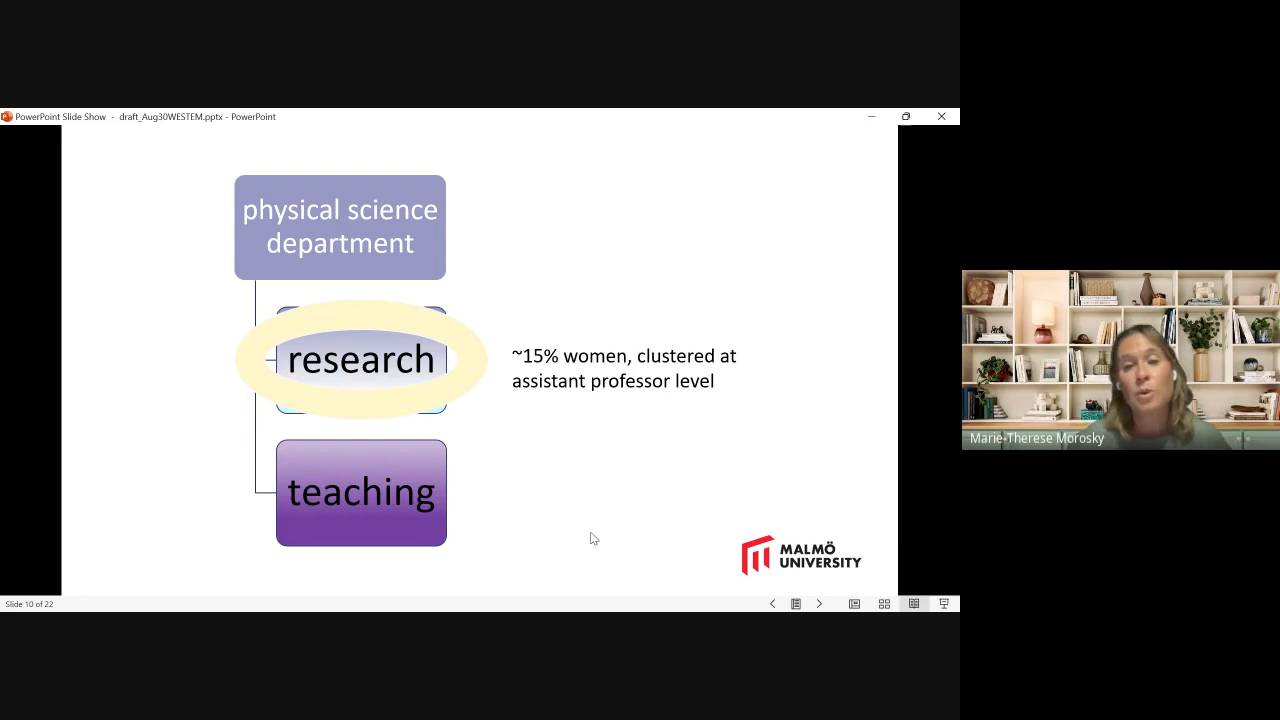 PowerPoint Slide Show - draft_Aug30WESTEM.pptx - PowerPoint
physical science
department
research
~15% women, clustered at
assistant professor level
teaching
MALMÖ
UNIVERSITY
Slide 10 of 22
Marie-Therese Morosky